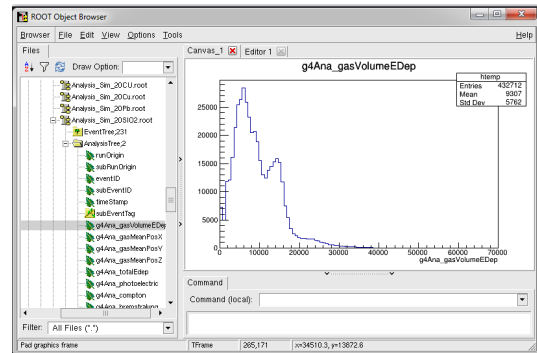 ROOT Object Browser
Browser File Edit View Options Tools Help
Files
Draw Option:
Analysis_Sim_20CU.root
Analysis_Sim_20Cu.root
Analysis_Sim_20Pb.root
Analysis_Sim_20SIO2.root
EventTree;231
AnalysisTree;2
runOrigin
subRunOrigin
eventID
subEventID
timeStamp
subEventTag
g4Ana_gasVolumeEDep
g4Ana_gasMeanPosX
g4Ana_gasMeanPosY
g4Ana_gasMeanPosZ
g4Ana_totalEdep
g4Ana_photoelectric
g4Ana_compton
g4Ana_bremstralung
Filter: All Files (*.*)
Canvas_1 Editor 1
g4Ana_gasVolumeEDep
htemp
Entries 432712
Mean 9307
Std Dev 5762
25000
20000
15000
10000
5000
0
0 10000 20000 30000 40000 50000 60000 70000
g4Ana_gasVolumeEDep
Command
Command (local):
Pad graphics frame TFrame 265,171 x=34510.3, y=13872.6